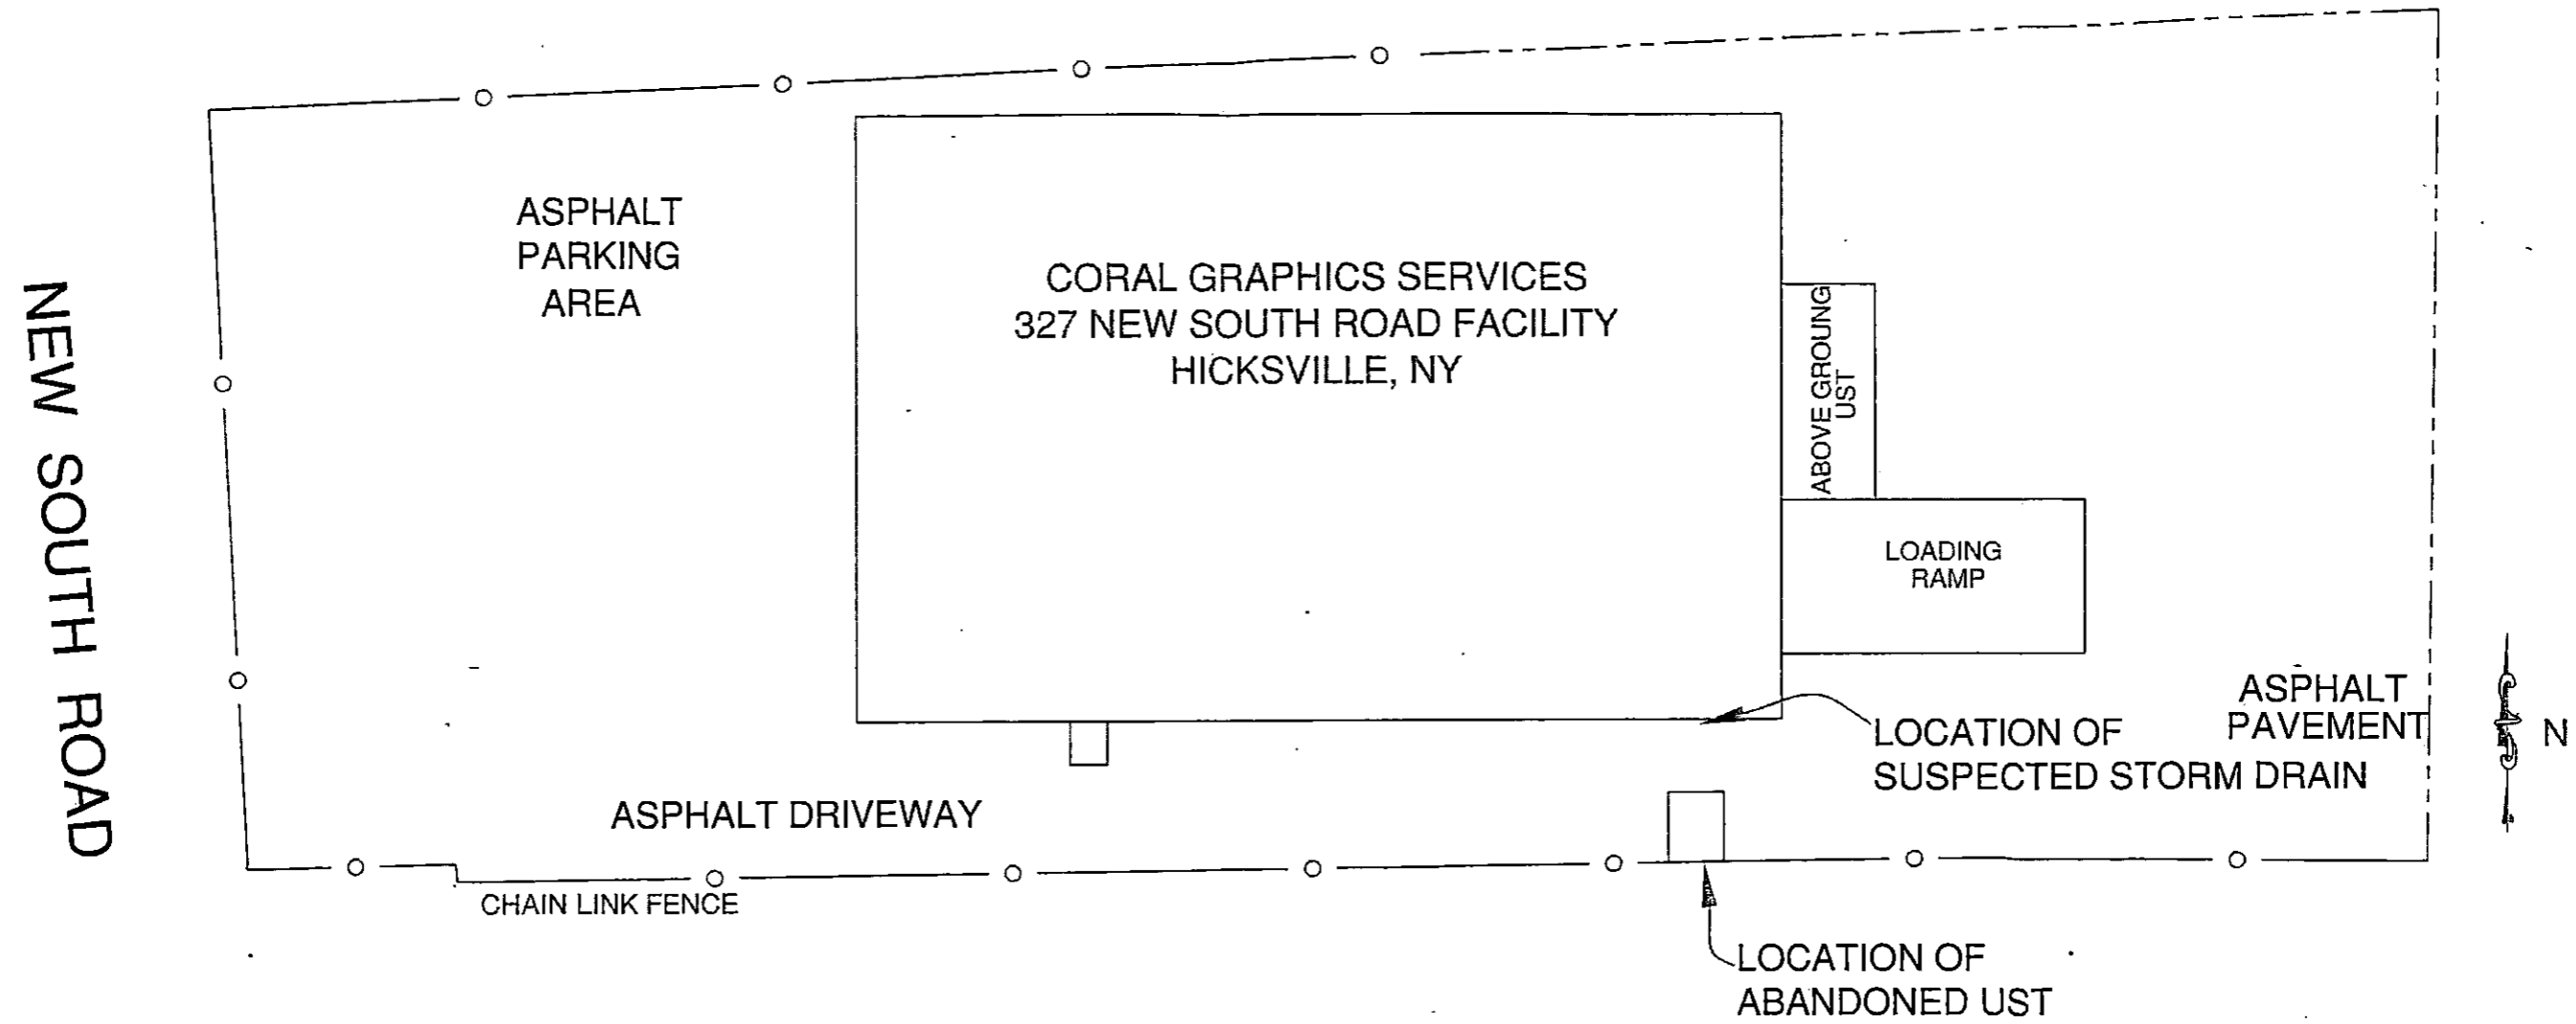 NEW SOUTH ROAD
ASPHALT
PARKING
AREA
CORAL GRAPHICS SERVICES
327 NEW SOUTH ROAD FACILITY
HICKSVILLE, NY
ABOVE GROUNG
UST
LOADING
RAMP
ASPHALT
PAVEMENT
N
LOCATION OF
SUSPECTED STORM DRAIN
ASPHALT DRIVEWAY
CHAIN LINK FENCE
LOCATION OF
ABANDONED UST